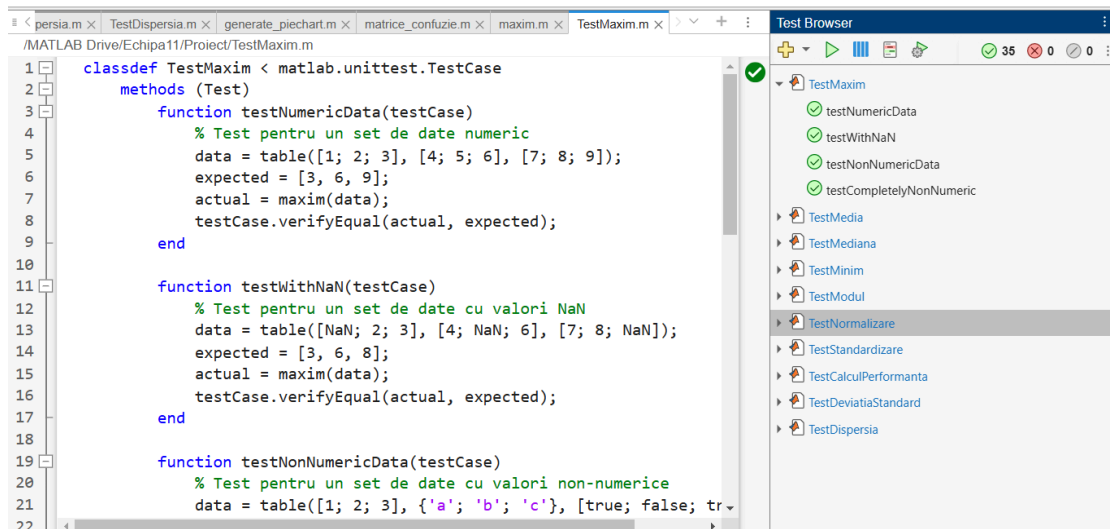 persia.m × TestDispersia.m × generate_piechart.m × matrice_confuzie.m × maxim.m × TestMaxim.m ×
/MATLAB Drive/Echipa11/Proiect/TestMaxim.m
1 classdef TestMaxim < matlab.unittest.TestCase
2 methods (Test)
3 function testNumericData(testCase)
4 % Test pentru un set de date numeric
5 data = table([1; 2; 3], [4; 5; 6], [7; 8; 9]);
6 expected = [3, 6, 9];
7 actual = maxim(data);
8 testCase.verifyEqual(actual, expected);
9 end
10
11 function testWithNaN(testCase)
12 % Test pentru un set de date cu valori NaN
13 data = table([NaN; 2; 3], [4; NaN; 6], [7; 8; NaN]);
14 expected = [3, 6, 8];
15 actual = maxim(data);
16 testCase.verifyEqual(actual, expected);
17 end
18
19 function testNonNumericData(testCase)
20 % Test pentru un set de date cu valori non-numerice
21 data = table([1; 2; 3], {'a'; 'b'; 'c'}, [true; false; tr
22
Test Browser
35 0 0
TestMaxim
testNumericData
testWithNaN
testNonNumericData
testCompletelyNonNumeric
TestMedia
TestMediana
TestMinim
TestModul
TestNormalizare
TestStandardizare
TestCalculPerformanta
TestDeviatiaStandard
TestDispersia